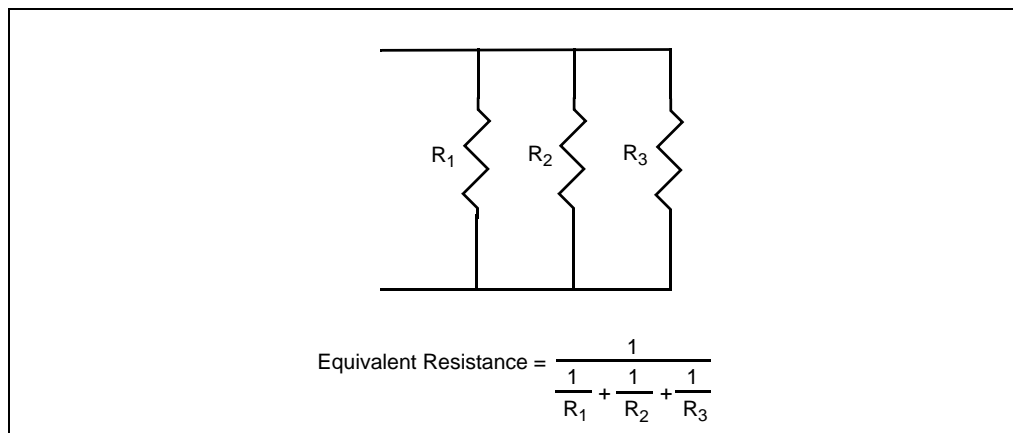 R1 R2 R3
Equivalent Resistance = 1
1 + 1 + 1
R1 R2 R3